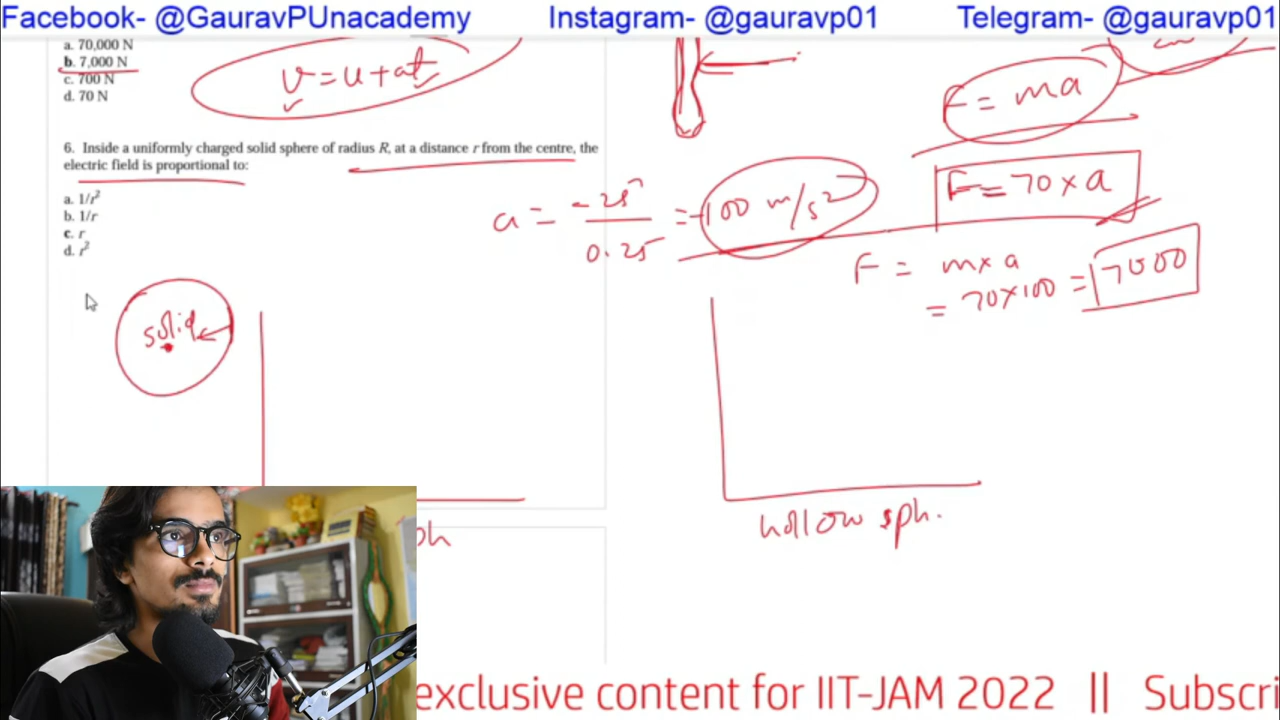 Facebook- @GauravPUnacademy Instagram- @gauravp01 Telegram- @gauravp01
a. 70,000 N
b. 7,000 N
c. 700 N
d. 70 N
v = u + at
F = ma
6. Inside a uniformly charged solid sphere of radius R, at a distance r from the centre, the
electric field is proportional to:
a. 1/r²
b. 1/r
c. r
d. r²
a = -25 / 0.25 = -100 m/s²
F = 70 × a
F = m × a
= 70 × 100 = 7000
solid
hollow sph.
ph
exclusive content for IIT-JAM 2022 || Subscri